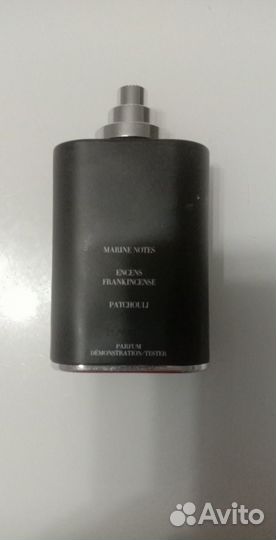 MARINE NOTES
ENCENS
FRANKINCENSE
PATCHOULI
PARFUM
DÉMONSTRATION/TESTER
Avito